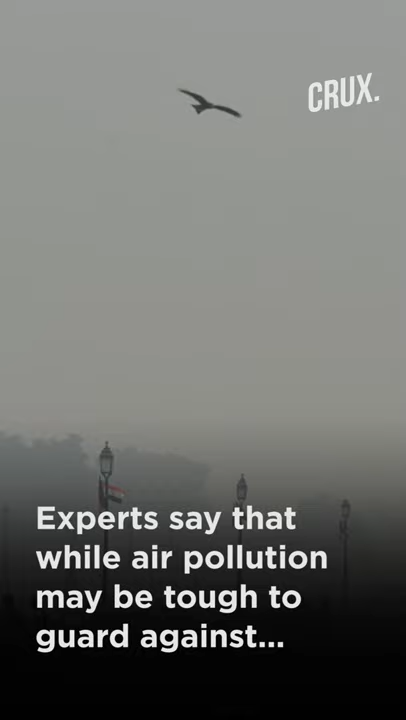 CRUX.
Experts say that
while air pollution
may be tough to
guard against...